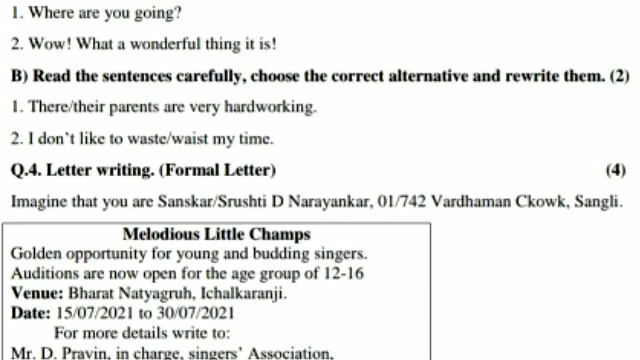 1. Where are you going?
2. Wow! What a wonderful thing it is!
B) Read the sentences carefully, choose the correct alternative and rewrite them. (2)
1. There/their parents are very hardworking.
2. I don't like to waste/waist my time.
Q.4. Letter writing. (Formal Letter) (4)
Imagine that you are Sanskar/Srushti D Narayankar, 01/742 Vardhaman Ckowk, Sangli.
Melodious Little Champs
Golden opportunity for young and budding singers.
Auditions are now open for the age group of 12-16
Venue: Bharat Natyagruh, Ichalkaranji.
Date: 15/07/2021 to 30/07/2021
For more details write to:
Mr. D. Pravin, in charge, singers' Association,